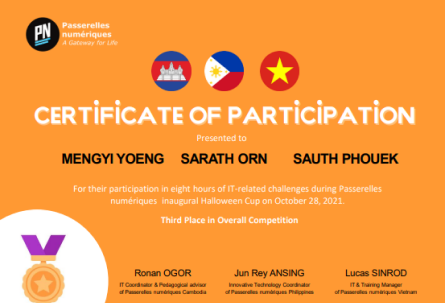 PN
Passerelles
numériques
A Gateway for Life
CERTiFiCATE OF PARTiCiPATiON
Presented to
MENGYI YOENG SARATH ORN SAUTH PHOUEK
For their participation in eight hours of IT-related challenges during Passerelles
numériques inaugural Halloween Cup on October 28, 2021.
Third Place in Overall Competition
Ronan OGOR Jun Rey ANSING Lucas SINROD
IT Coordinator & Pedagogical advisor Innovative Technology Coordinator IT & Training Manager
of Passerelles numériques Cambodia of Passerelles numériques Philippines of Passerelles numériques Vietnam